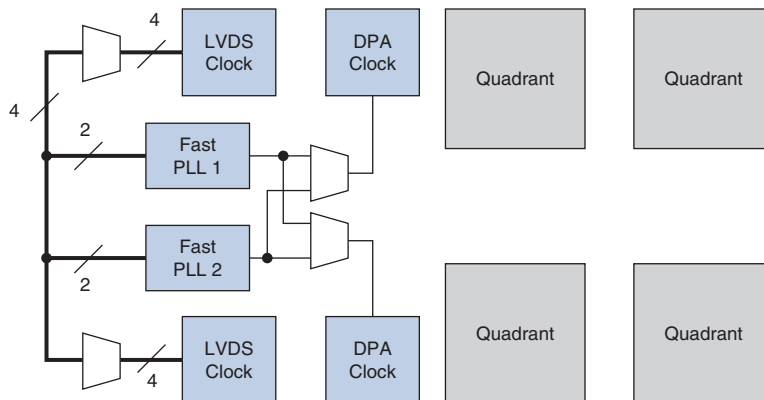 4
LVDS
Clock
DPA
Clock
Quadrant
Quadrant
4
2
Fast
PLL 1
Fast
PLL 2
2
LVDS
Clock
DPA
Clock
Quadrant
Quadrant
4